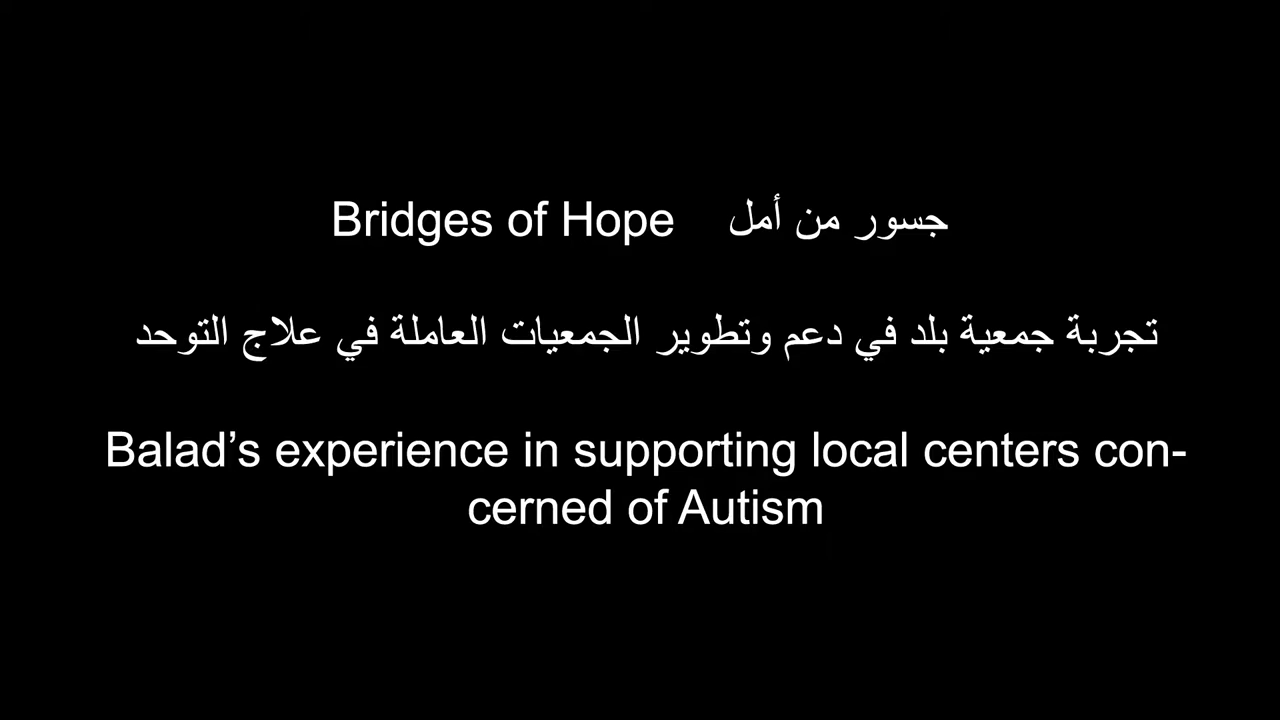 Bridges of Hope جسور من أمل
تجربة جمعية بلد في دعم وتطوير الجمعيات العاملة في علاج التوحد
Balad’s experience in supporting local centers con-
cerned of Autism